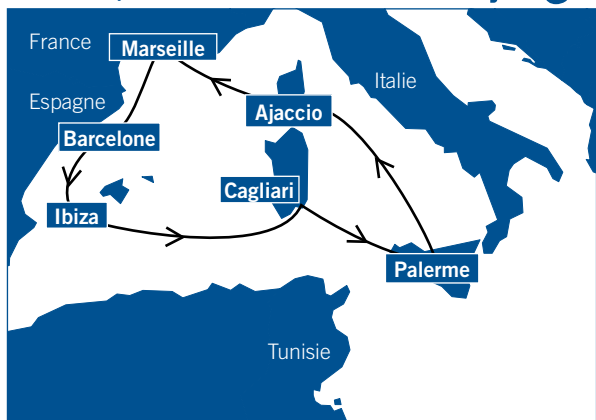 France
Marseille
Italie
Espagne
Ajaccio
Barcelone
Cagliari
Ibiza
Palerme
Tunisie